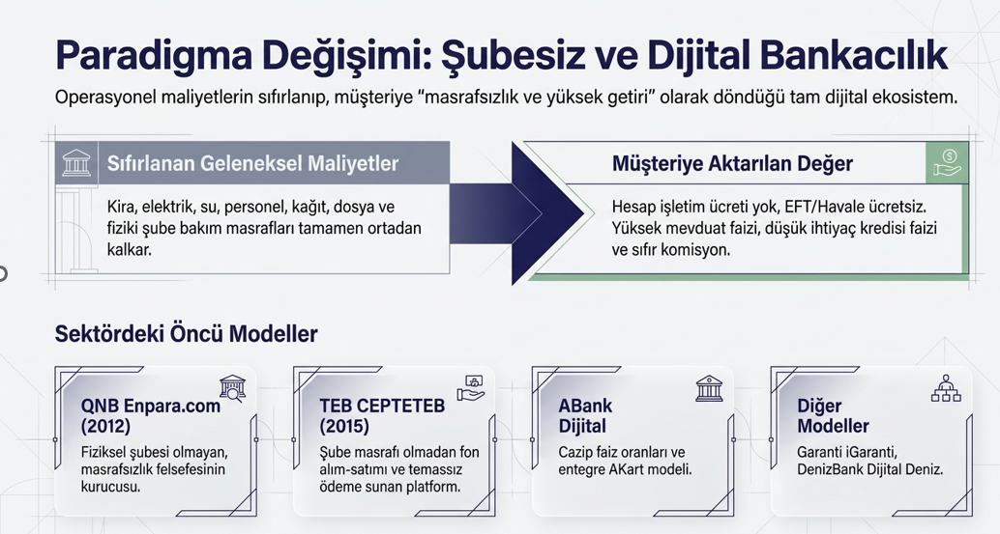 Paradigma Değişimi: Şubesiz ve Dijital Bankacılık
Operasyonel maliyetlerin sıfırlanıp, müşteriye “masrafsızlık ve yüksek getiri” olarak döndüğü tam dijital ekosistem.
Sıfırlanan Geleneksel Maliyetler
Kira, elektrik, su, personel, kağıt, dosya ve
fiziki şube bakım masrafları tamamen ortadan
kalkar.
Müşteriye Aktarılan Değer
Hesap işletim ücreti yok, EFT/Havale ücretsiz.
Yüksek mevduat faizi, düşük ihtiyaç kredisi faizi
ve sıfır komisyon.
Sektördeki Öncü Modeller
QNB Enpara.com
(2012)
Fiziksel şubesi olmayan,
masrafsızlık felsefesinin
kurucusu.
TEB CEPTETEB
(2015)
Şube masrafı olmadan fon
alım-satımı ve temassız
ödeme sunan platform.
ABank
Dijital
Cazip faiz oranları ve
entegre AKart modeli.
Diğer
Modeller
Garanti iGaranti,
DenizBank Dijital Deniz.